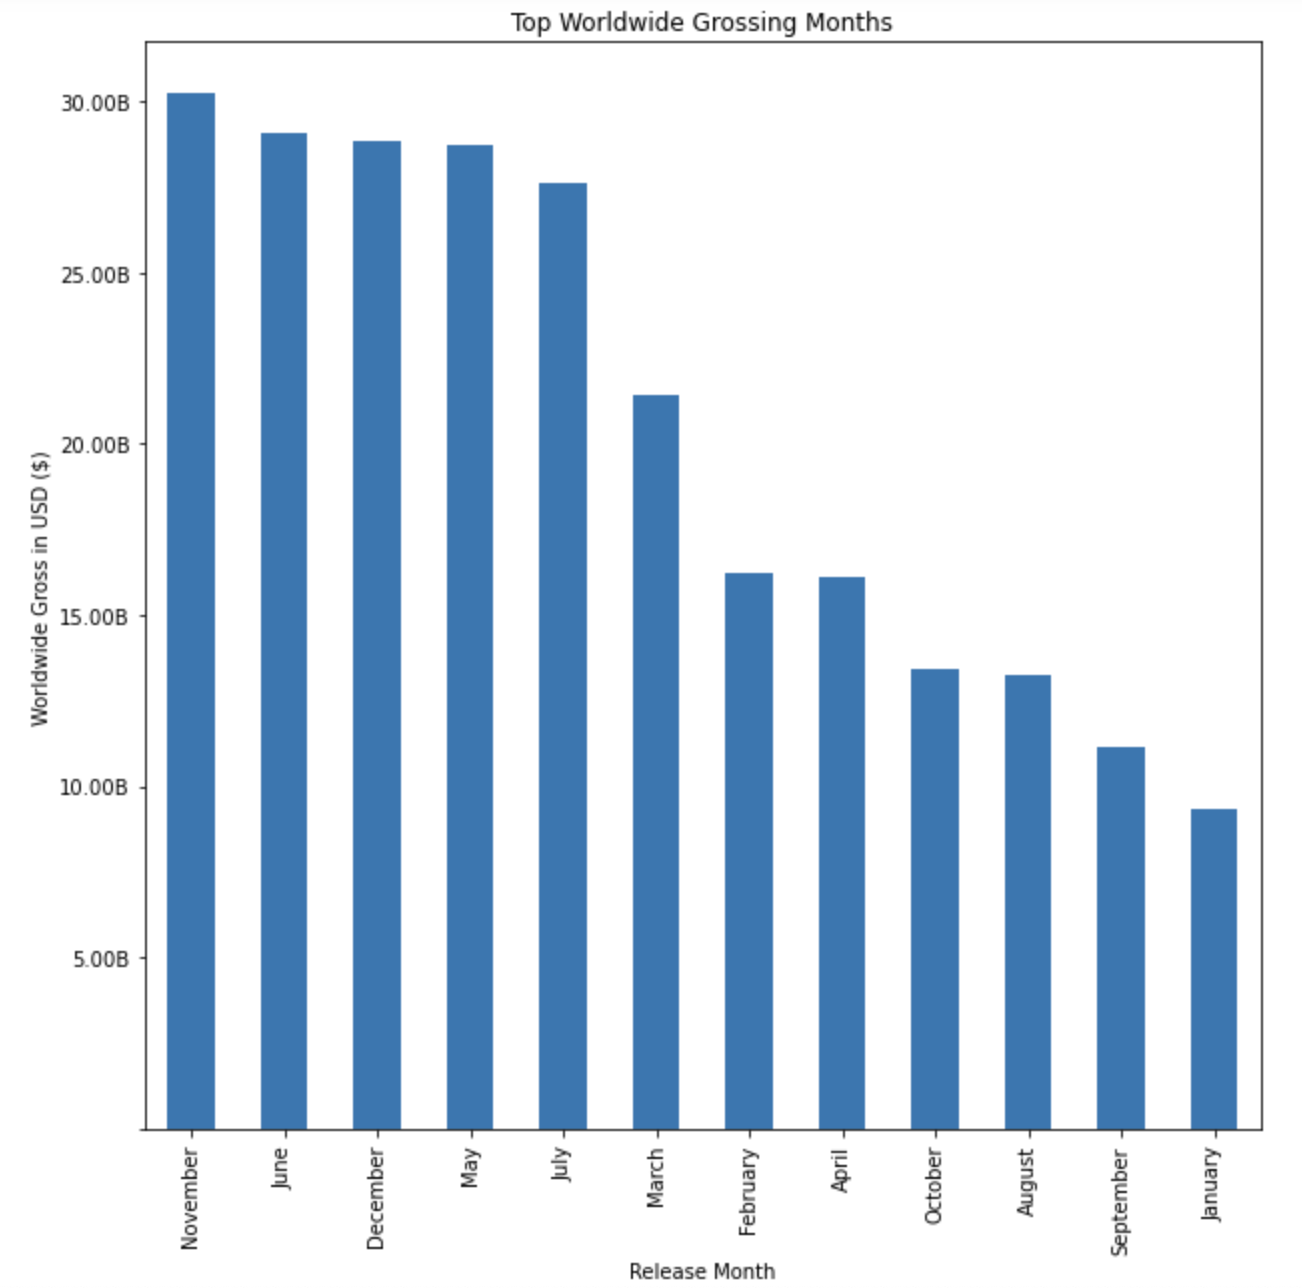 Top Worldwide Grossing Months
30.00B
25.00B
20.00B
15.00B
10.00B
5.00B
Worldwide Gross in USD ($)
November
June
December
May
July
March
February
April
October
August
September
January
Release Month